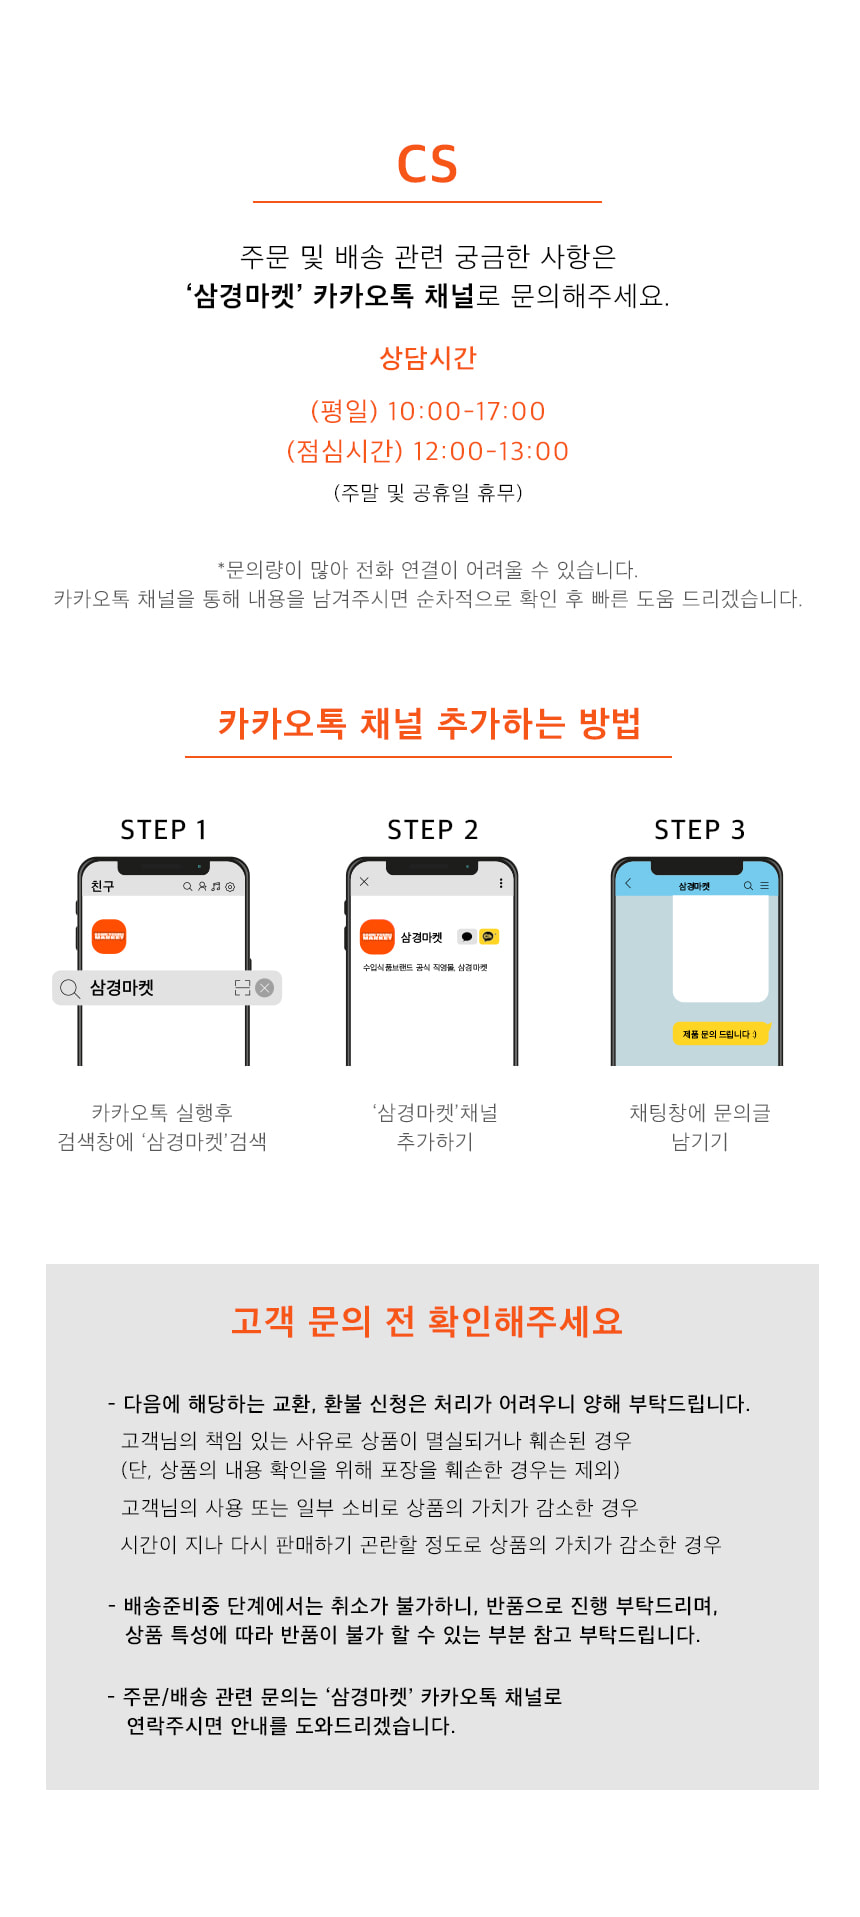 CS
주문 및 배송 관련 궁금한 사항은
‘삼경마켓’ 카카오톡 채널로 문의해주세요.
상담시간
(평일) 10:00-17:00
(점심시간) 12:00-13:00
(주말 및 공휴일 휴무)
*문의량이 많아 전화 연결이 어려울 수 있습니다.
카카오톡 채널을 통해 내용을 남겨주시면 순차적으로 확인 후 빠른 도움 드리겠습니다.
카카오톡 채널 추가하는 방법
STEP 1
친구
삼경마켓
카카오톡 실행후
검색창에 ‘삼경마켓’검색
STEP 2
삼경마켓
수입식품브랜드 공식 직영몰, 삼경마켓
‘삼경마켓’채널
추가하기
STEP 3
삼경마켓
제품 문의 드립니다 :)
채팅창에 문의글
남기기
고객 문의 전 확인해주세요
- 다음에 해당하는 교환, 환불 신청은 처리가 어려우니 양해 부탁드립니다.
고객님의 책임 있는 사유로 상품이 멸실되거나 훼손된 경우
(단, 상품의 내용 확인을 위해 포장을 훼손한 경우는 제외)
고객님의 사용 또는 일부 소비로 상품의 가치가 감소한 경우
시간이 지나 다시 판매하기 곤란할 정도로 상품의 가치가 감소한 경우
- 배송준비중 단계에서는 취소가 불가하니, 반품으로 진행 부탁드리며,
상품 특성에 따라 반품이 불가 할 수 있는 부분 참고 부탁드립니다.
- 주문/배송 관련 문의는 ‘삼경마켓’ 카카오톡 채널로
연락주시면 안내를 도와드리겠습니다.